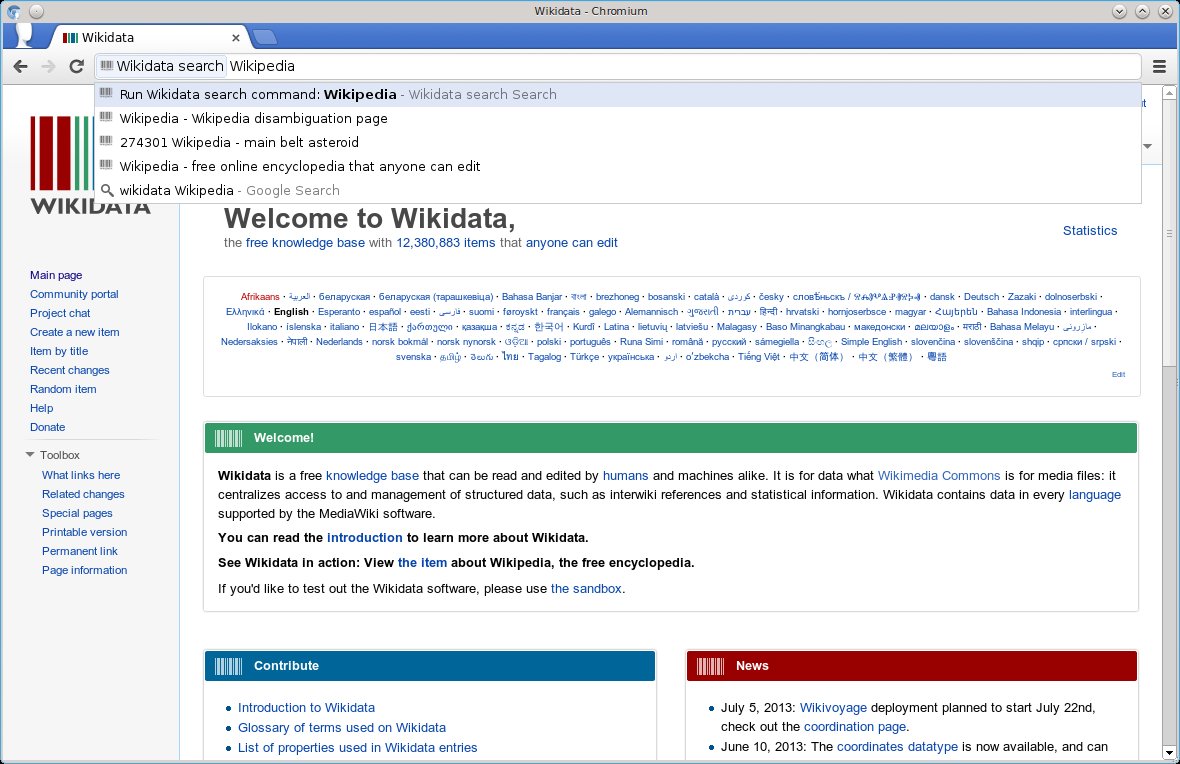 Wikidata - Chromium
Wikidata
Wikidata search Wikipedia
Run Wikidata search command: Wikipedia - Wikidata search Search
Wikipedia - Wikipedia disambiguation page
274301 Wikipedia - main belt asteroid
Wikipedia - free online encyclopedia that anyone can edit
wikidata Wikipedia - Google Search
WIKIDATA
Welcome to Wikidata,
the free knowledge base with 12,380,883 items that anyone can edit
Statistics
Main page
Community portal
Project chat
Create a new item
Item by title
Recent changes
Random item
Help
Donate
Toolbox
What links here
Related changes
Special pages
Printable version
Permanent link
Page information
Afrikaans · العربية · беларуская · беларуская (тарашкевіца) · Bahasa Banjar · বাংলা · brezhoneg · bosanski · català · کوردی · česky · словѣньскъ / · dansk · Deutsch · Zazaki · dolnoserbski ·
Ελληνικά · English · Esperanto · español · eesti · فارسی · suomi · føroyskt · français · galego · Alemannisch · ગુજરાતી · עברית · हिन्दी · hrvatski · hornjoserbsce · magyar · Հայերեն · Bahasa Indonesia · interlingua ·
Ilokano · íslenska · italiano · 日本語 · ქართული · қазақша · ಕನ್ನಡ · 한국어 · Kurdî · Latina · lietuvių · latviešu · Malagasy · Baso Minangkabau · македонски · മലയാളം · मराठी · Bahasa Melayu · مازِرونی ·
Nedersaksies · नेपाली · Nederlands · norsk bokmål · norsk nynorsk · ଓଡ଼ିଆ · polski · português · Runa Simi · română · русский · sámegiella · සිංහල · Simple English · slovenčina · slovenščina · shqip · српски / srpski ·
svenska · தமிழ் · తెలుగు · ไทย · Tagalog · Türkçe · українська · اردو · oʻzbekcha · Tiếng Việt · 中文（简体） · 中文（繁體） · 粵語
Edit
Welcome!
Wikidata is a free knowledge base that can be read and edited by humans and machines alike. It is for data what Wikimedia Commons is for media files: it
centralizes access to and management of structured data, such as interwiki references and statistical information. Wikidata contains data in every language
supported by the MediaWiki software.
You can read the introduction to learn more about Wikidata.
See Wikidata in action: View the item about Wikipedia, the free encyclopedia.
If you'd like to test out the Wikidata software, please use the sandbox.
Contribute
Introduction to Wikidata
Glossary of terms used on Wikidata
List of properties used in Wikidata entries
News
July 5, 2013: Wikivoyage deployment planned to start July 22nd,
check out the coordination page.
June 10, 2013: The coordinates datatype is now available, and can